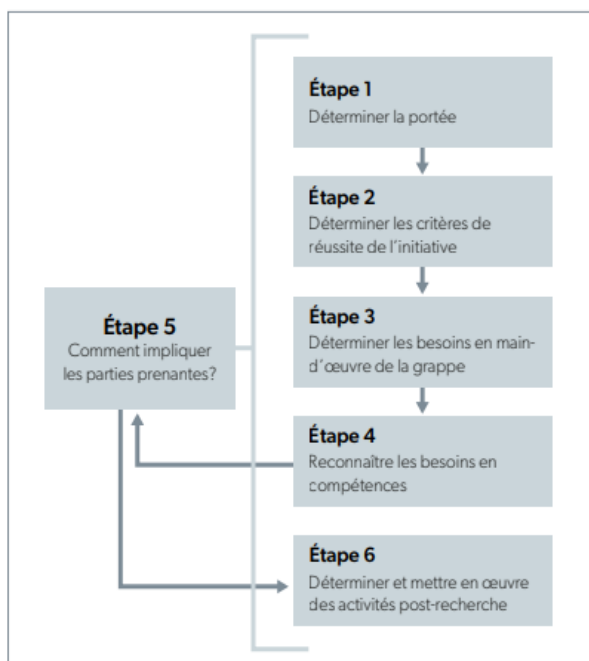 Étape 1
Déterminer la portée
Étape 2
Déterminer les critères de
réussite de l'initiative
Étape 3
Déterminer les besoins en main-
d'œuvre de la grappe
Étape 4
Reconnaître les besoins en
compétences
Étape 5
Comment impliquer
les parties prenantes?
Étape 6
Déterminer et mettre en œuvre
des activités post-recherche